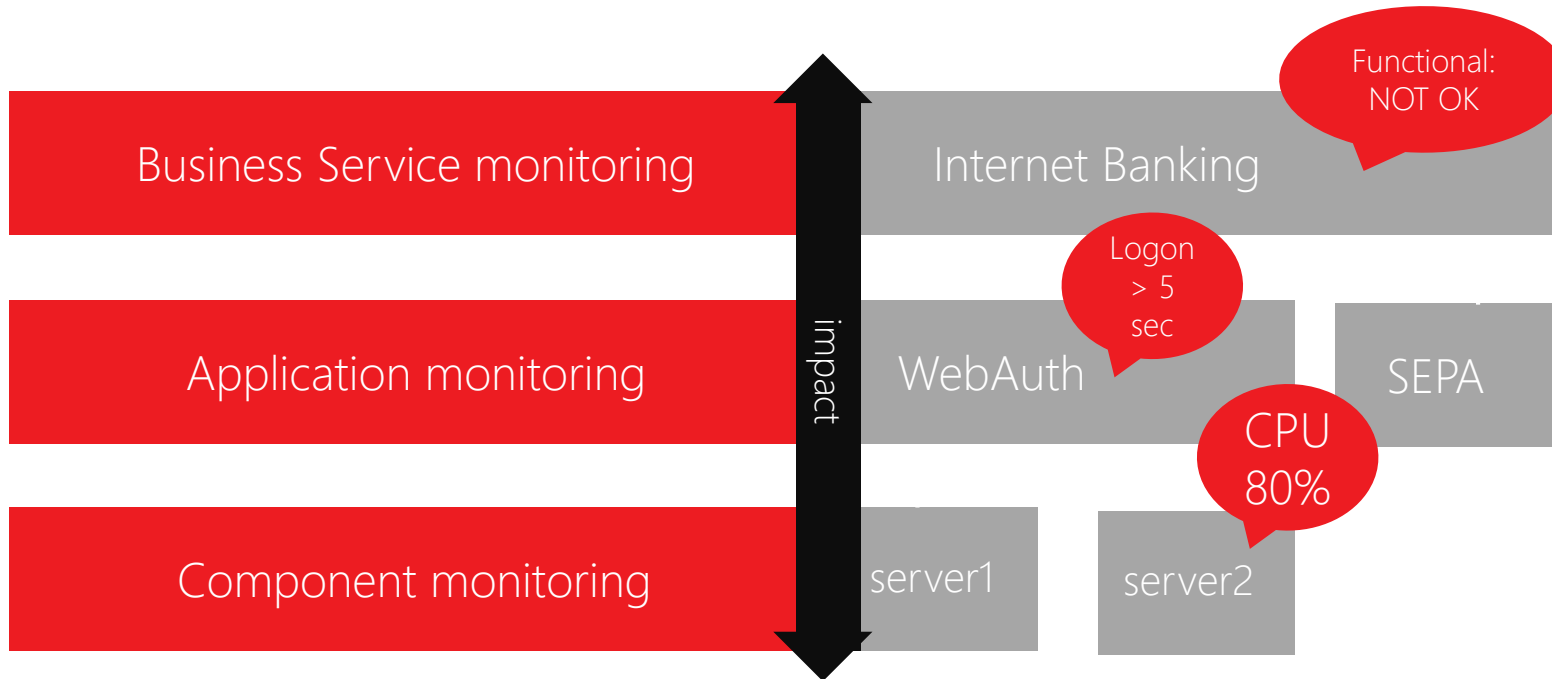 Functional:
NOT OK
Business Service monitoring
Internet Banking
Logon
> 5
sec
Application monitoring
impact
WebAuth
SEPA
CPU
80%
Component monitoring
server1
server2